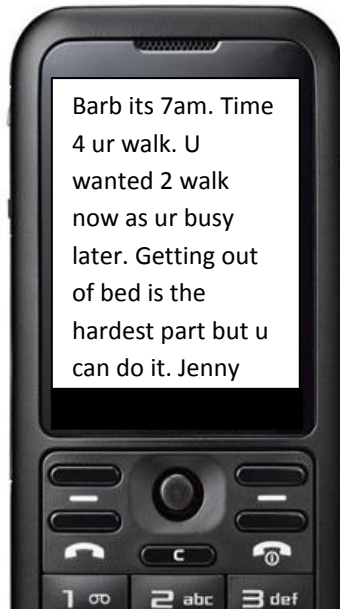 Barb its 7am. Time
4 ur walk. U
wanted 2 walk
now as ur busy
later. Getting out
of bed is the
hardest part but u
can do it. Jenny
C
1 2 abc 3 def